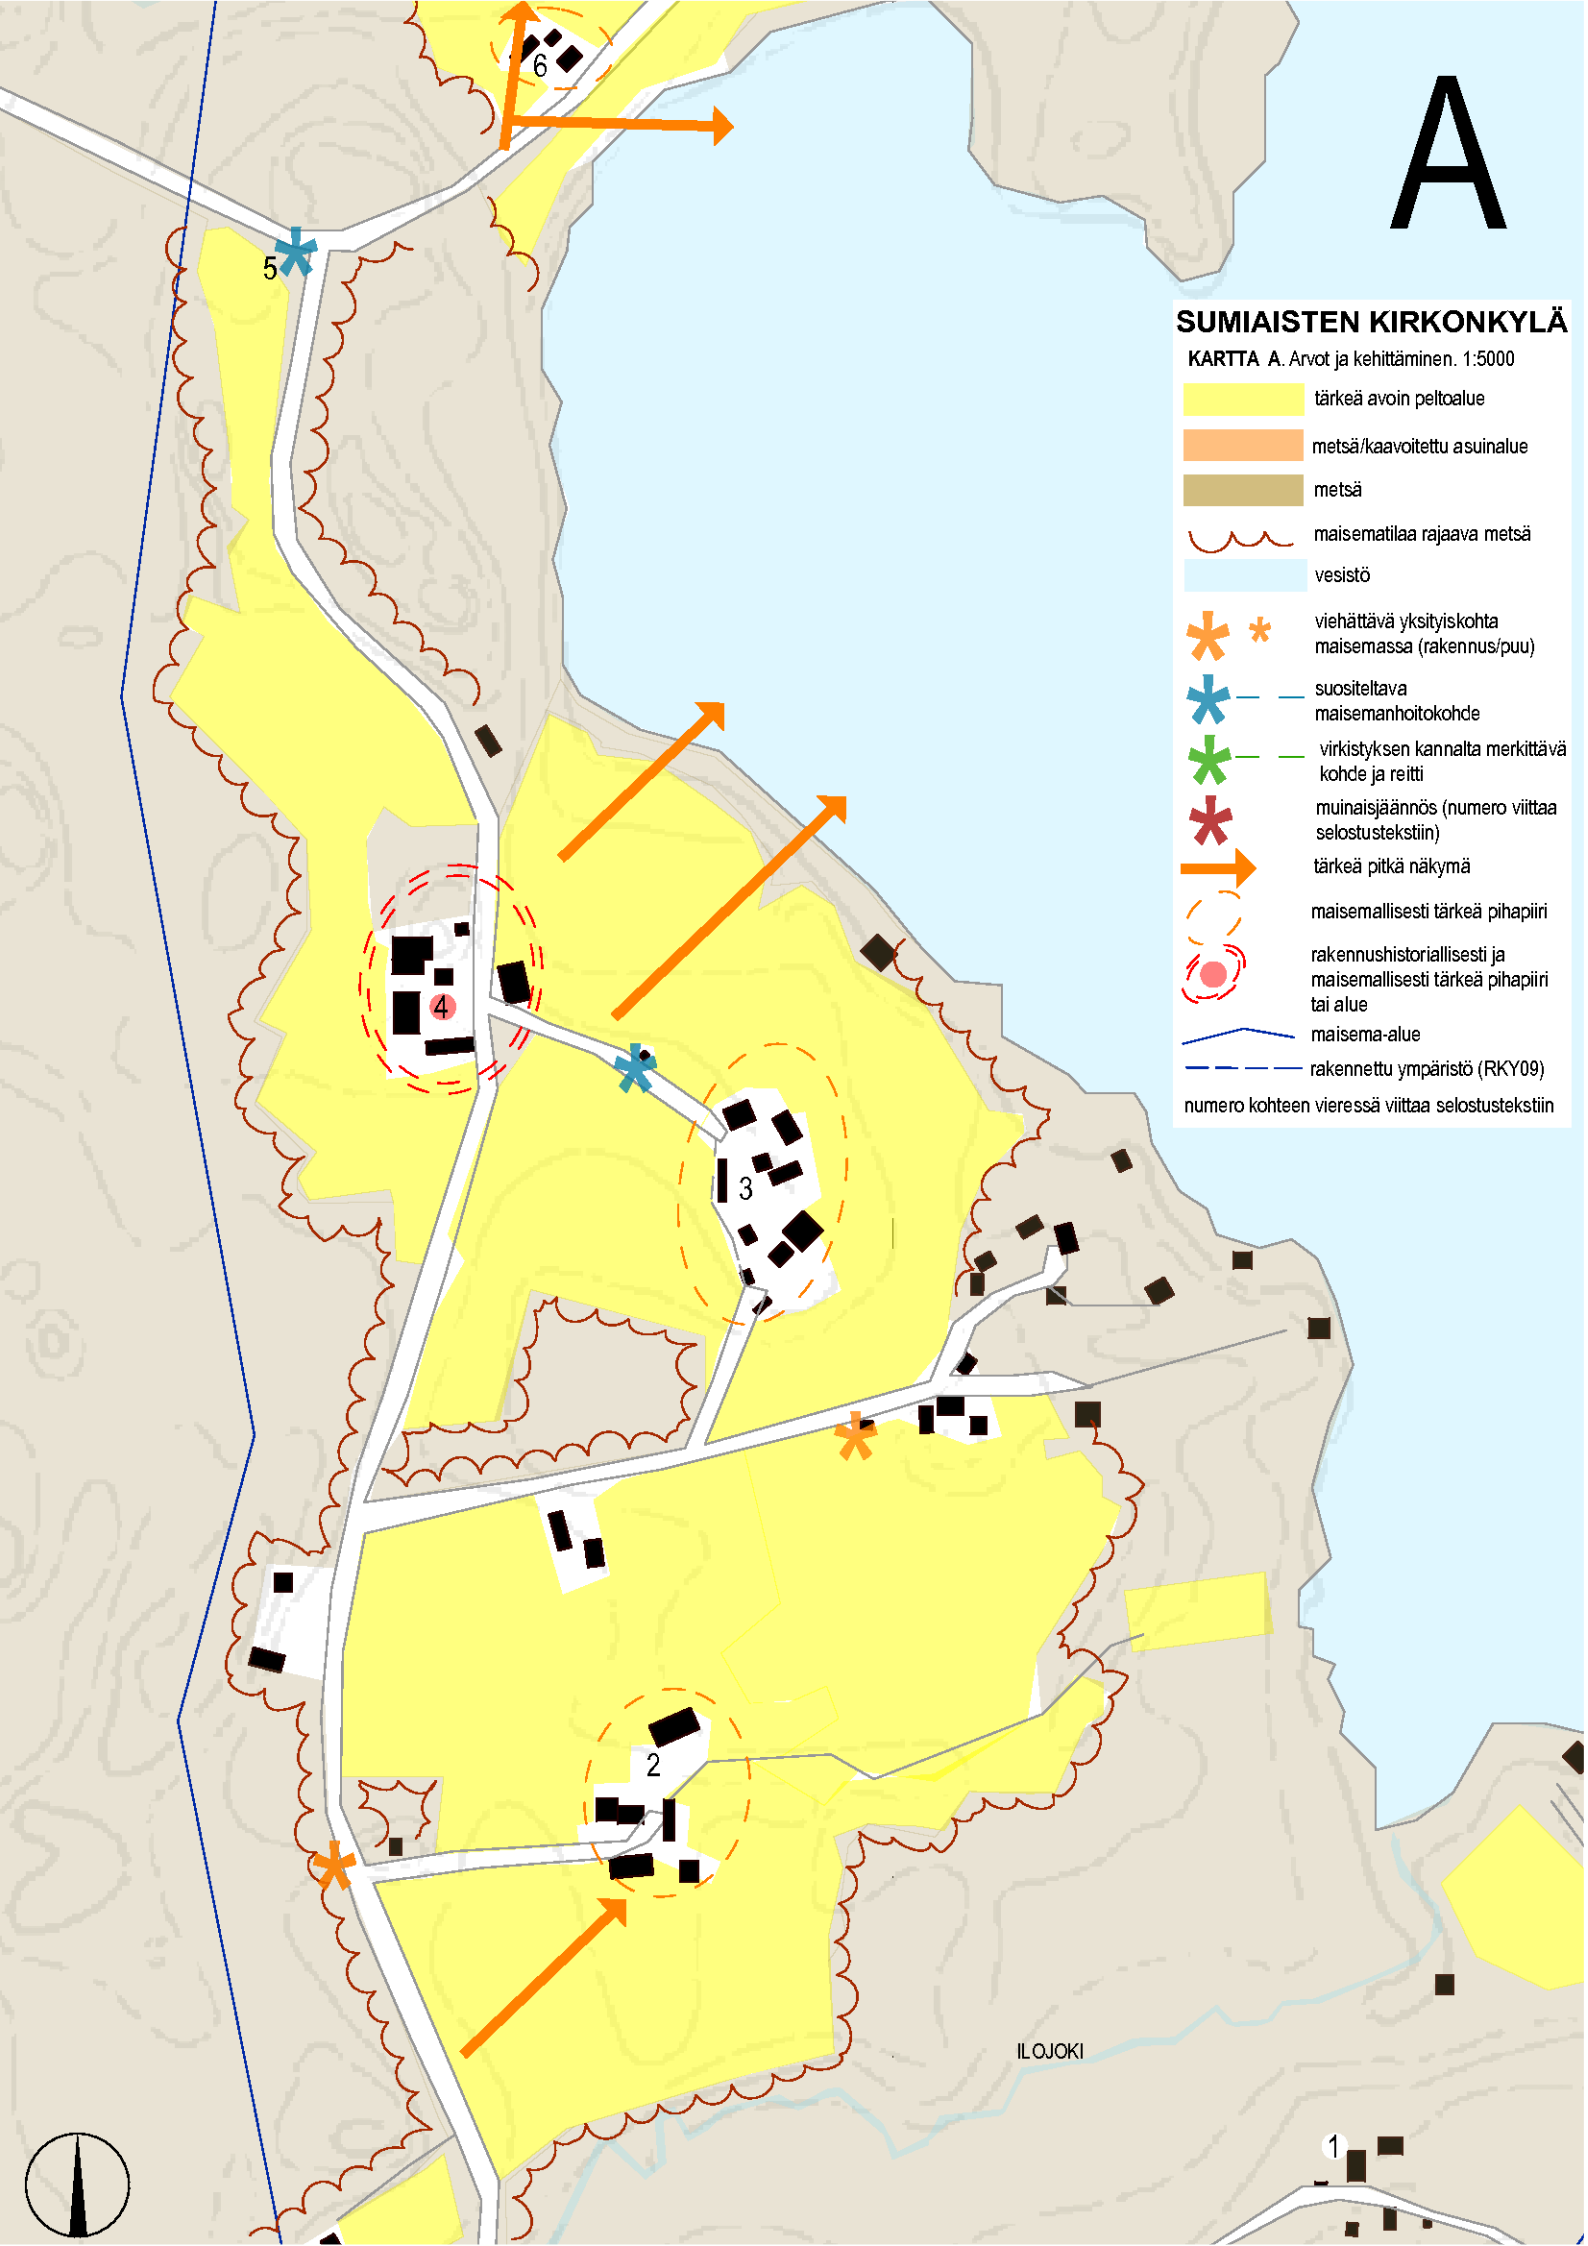 A
SUMIAISTEN KIRKONKYLÄ
KARTTA A. Arvot ja kehittäminen. 1:5000
tärkeä avoin peltoalue
metsä/kaavoitettu asuinalue
metsä
maisematilaa rajaava metsä
vesistö
viehättävä yksityiskohta
maisemassa (rakennus/puu)
suositeltava
maisemanhoitokohde
virkistyksen kannalta merkittävä
kohde ja reitti
muinaisjäännös (numero viittaa
selostustekstiin)
tärkeä pitkä näkymä
maisemallisesti tärkeä pihapiiri
rakennushistoriallisesti ja
maisemallisesti tärkeä pihapiiri
tai alue
maisema-alue
rakennettu ympäristö (RKY09)
numero kohteen vieressä viittaa selostustekstiin
6
5
4
3
2
ILOJOKI
1